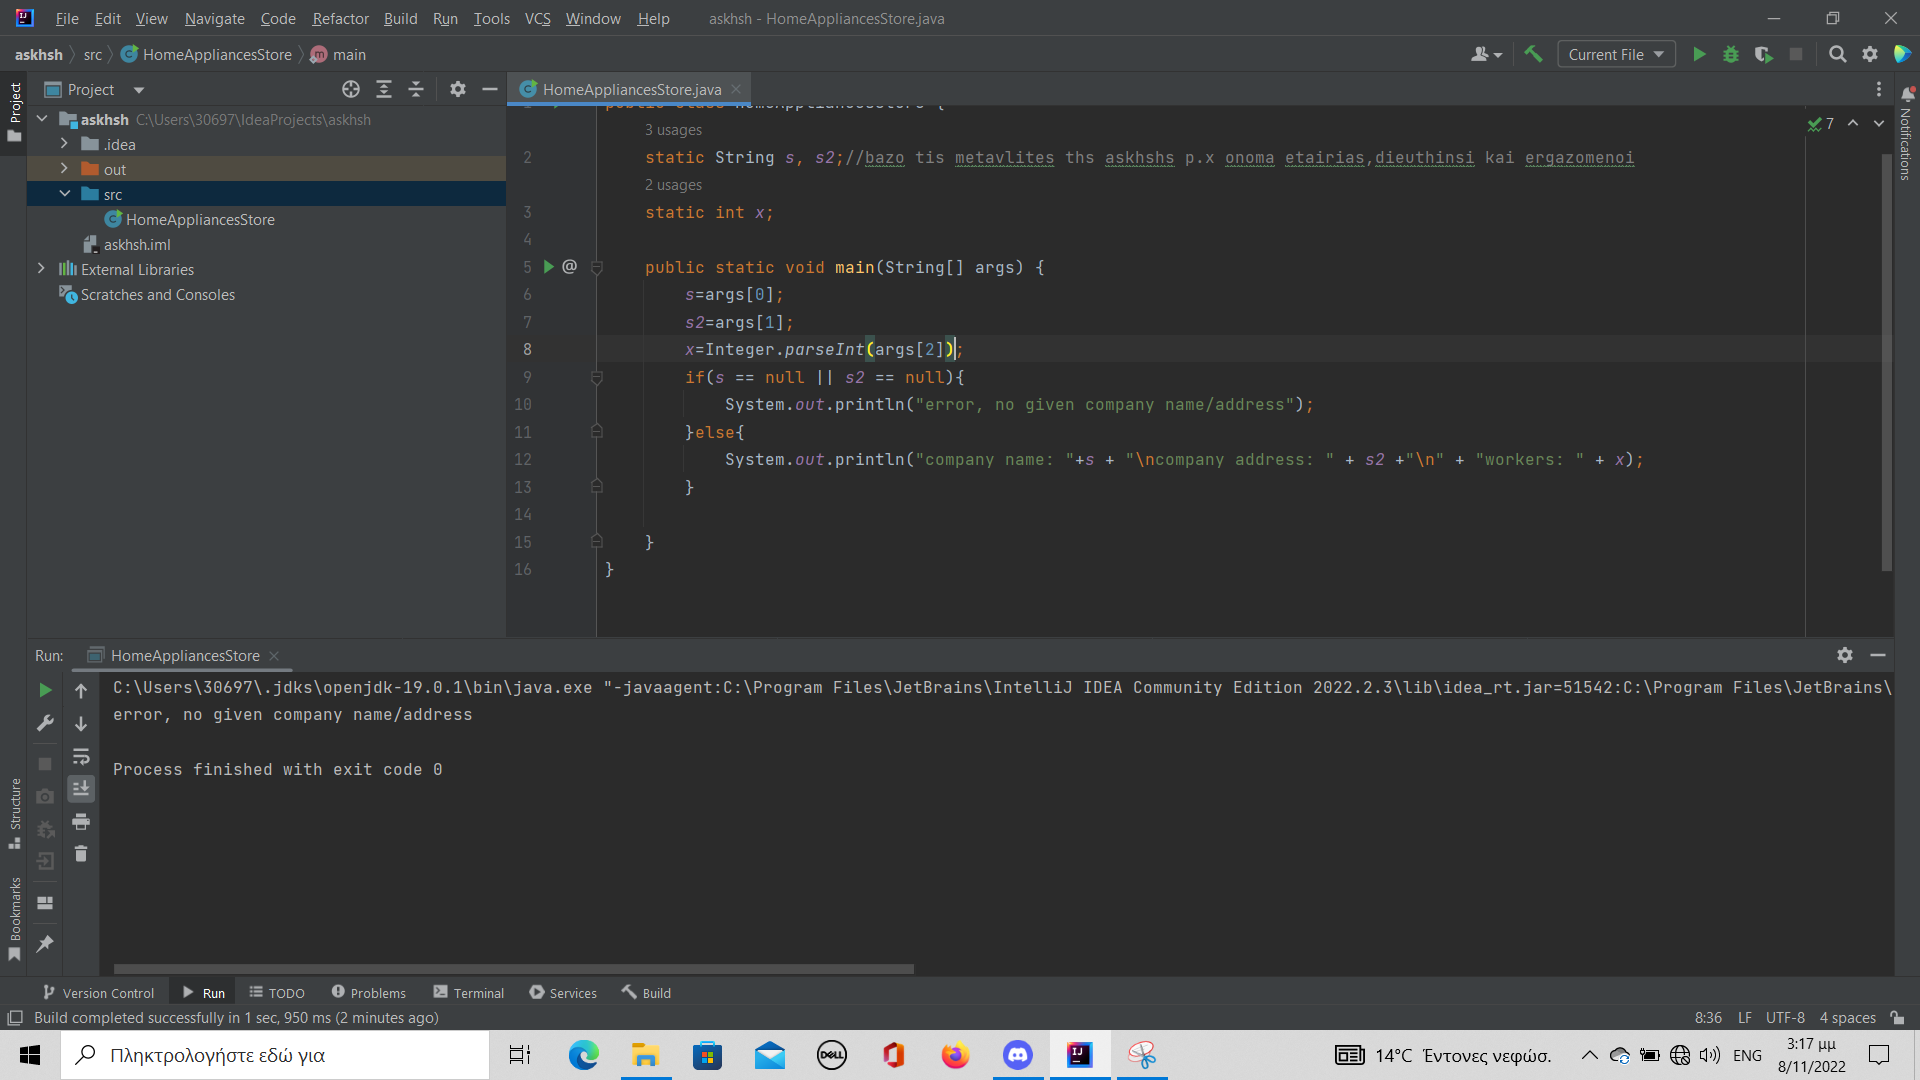 File Edit View Navigate Code Refactor Build Run Tools VCS Window Help askhsh - HomeAppliancesStore.java
askhsh src HomeAppliancesStore main Current File
Project HomeAppliancesStore.java
Project
askhsh C:\Users\30697\IdeaProjects\askhsh
.idea
out
src
HomeAppliancesStore
askhsh.iml
External Libraries
Scratches and Consoles
1 public class HomeAppliancesStore {
3 usages
7
2 static String s, s2;//bazo tis metavlites ths askhshs p.x onoma etairias,dieuthinsi kai ergazomenoi
2 usages
3 static int x;
4
5 @ public static void main(String[] args) {
6 s=args[0];
7 s2=args[1];
8 x=Integer.parseInt(args[2]);
9 if(s == null || s2 == null){
10 System.out.println("error, no given company name/address");
11 }else{
12 System.out.println("company name: "+s + "\ncompany address: " + s2 +"\n" + "workers: " + x);
13 }
14
15 }
16 }
Notifications
Run: HomeAppliancesStore
C:\Users\30697\.jdks\openjdk-19.0.1\bin\java.exe "-javaagent:C:\Program Files\JetBrains\IntelliJ IDEA Community Edition 2022.2.3\lib\idea_rt.jar=51542:C:\Program Files\JetBrains\
error, no given company name/address
Process finished with exit code 0
Structure
Bookmarks
Version Control Run TODO Problems Terminal Services Build
Build completed successfully in 1 sec, 950 ms (2 minutes ago) 8:36 LF UTF-8 4 spaces
Πληκτρολογήστε εδώ για DELL IJ 14°C Έντονες νεφώσ. ENG 3:17 μμ
8/11/2022